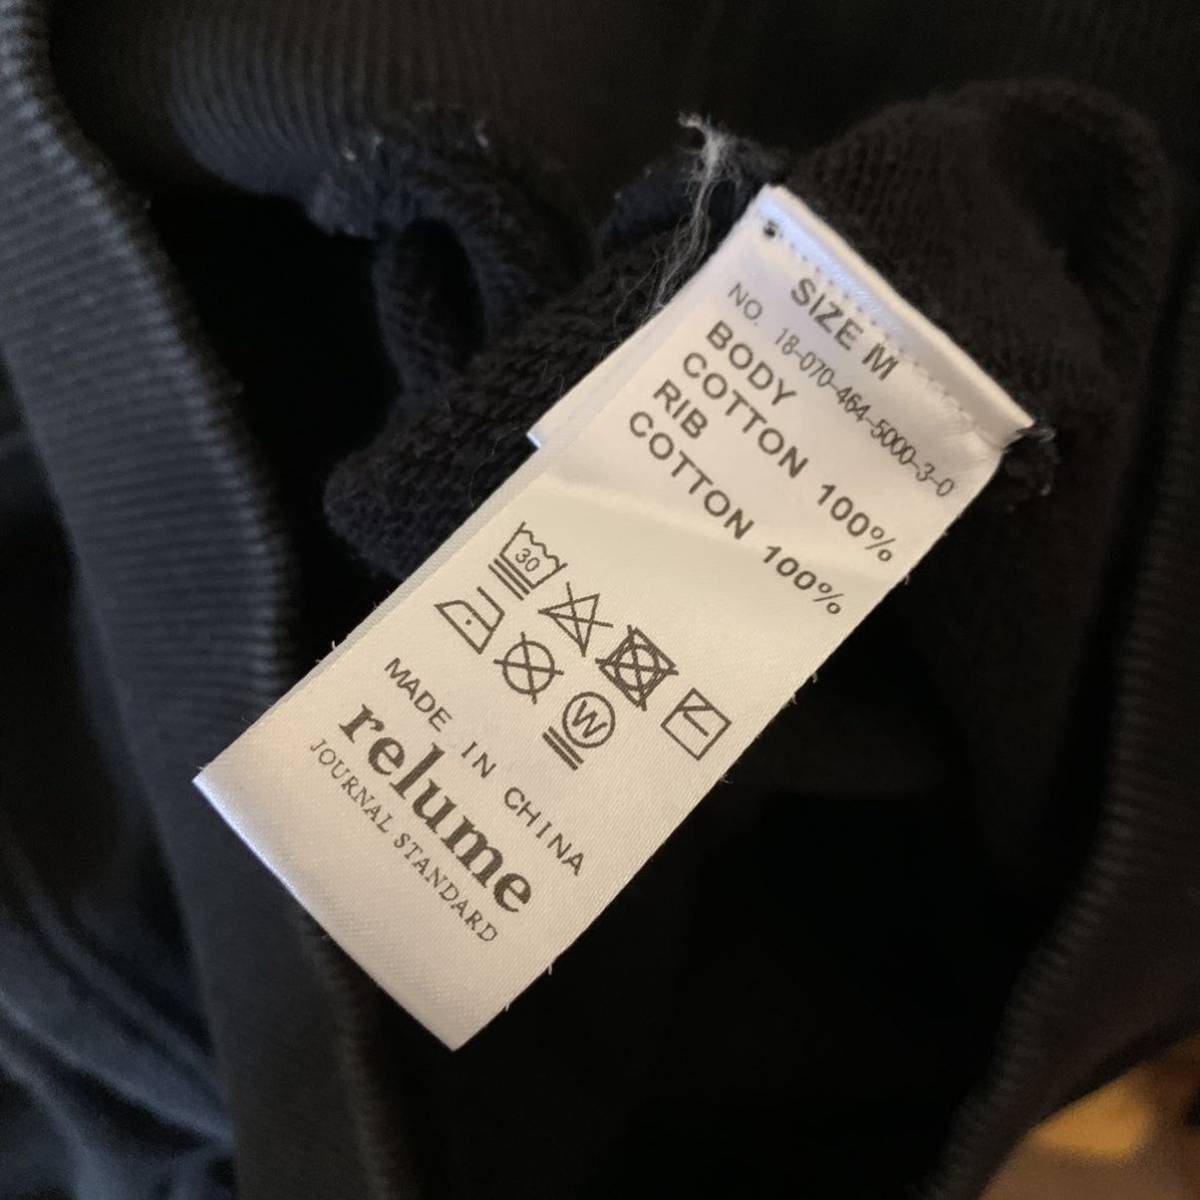 SIZE M
NO. 18-070-464-5000-3-0
BODY
COTTON 100%
RIB
COTTON 100%
30
W
MADE IN CHINA
relume
JOURNAL STANDARD